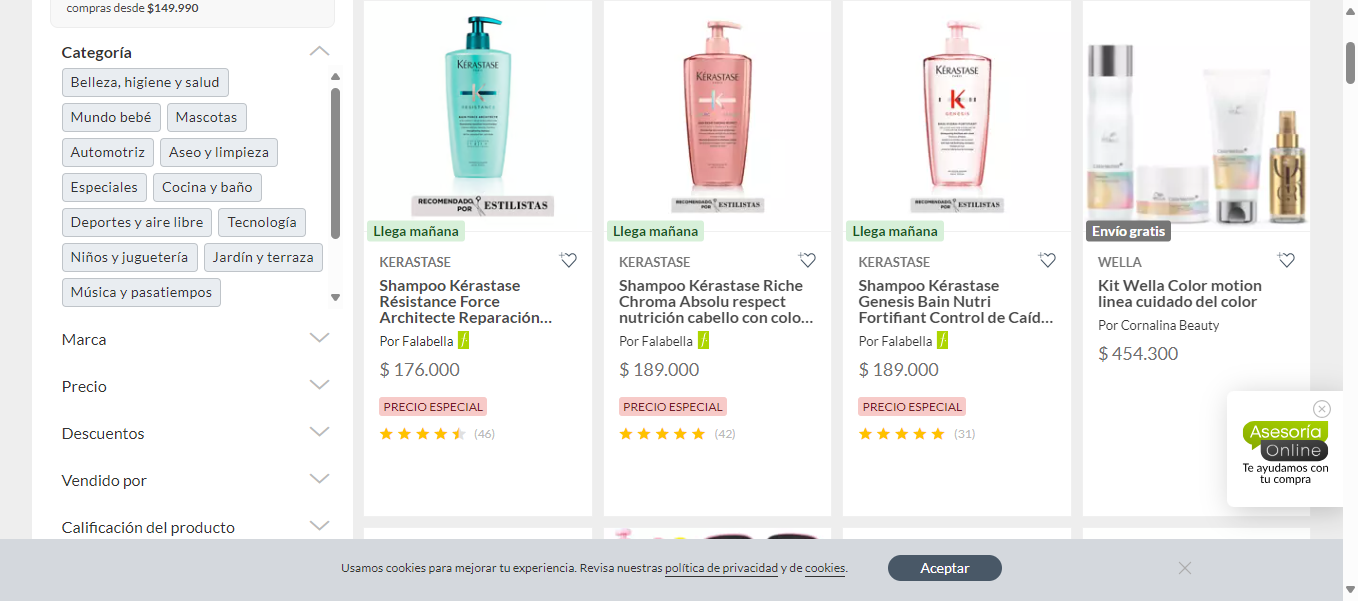 compras desde $149.990
Categoría
Belleza, higiene y salud
Mundo bebé
Mascotas
Automotriz
Aseo y limpieza
Especiales
Cocina y baño
Deportes y aire libre
Tecnología
Niños y juguetería
Jardín y terraza
Música y pasatiempos
Marca
Precio
Descuentos
Vendido por
Calificación del producto
KÉRASTASE
RECOMENDADO
POR
ESTILISTAS
Llega mañana
KERASTASE
Shampoo Kérastase
Résistance Force
Architecte Reparación...
Por Falabella
$ 176.000
PRECIO ESPECIAL
(46)
KÉRASTASE
RECOMENDADO
POR
ESTILISTAS
Llega mañana
KERASTASE
Shampoo Kérastase Riche
Chroma Absolu respect
nutrición cabello con colo...
Por Falabella
$ 189.000
PRECIO ESPECIAL
(42)
KÉRASTASE
GENESIS
RECOMENDADO
POR
ESTILISTAS
Llega mañana
KERASTASE
Shampoo Kérastase
Genesis Bain Nutri
Fortifiant Control de Caíd...
Por Falabella
$ 189.000
PRECIO ESPECIAL
(31)
Envío gratis
WELLA
Kit Wella Color motion
linea cuidado del color
Por Cornalina Beauty
$ 454.300
Asesoría
Online
Te ayudamos con
tu compra
Usamos cookies para mejorar tu experiencia. Revisa nuestras política de privacidad y de cookies.
Aceptar